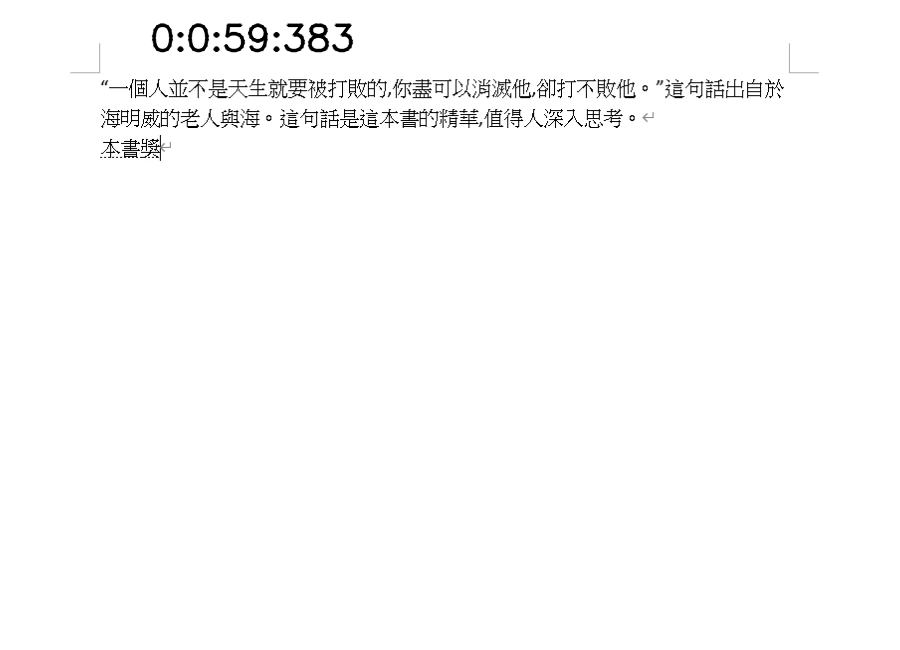 0:0:59:383
“一個人並不是天生就要被打敗的,你盡可以消滅他,卻打不敗他。”這句話出自於
海明威的老人與海。這句話是這本書的精華,值得人深入思考。
本書獎